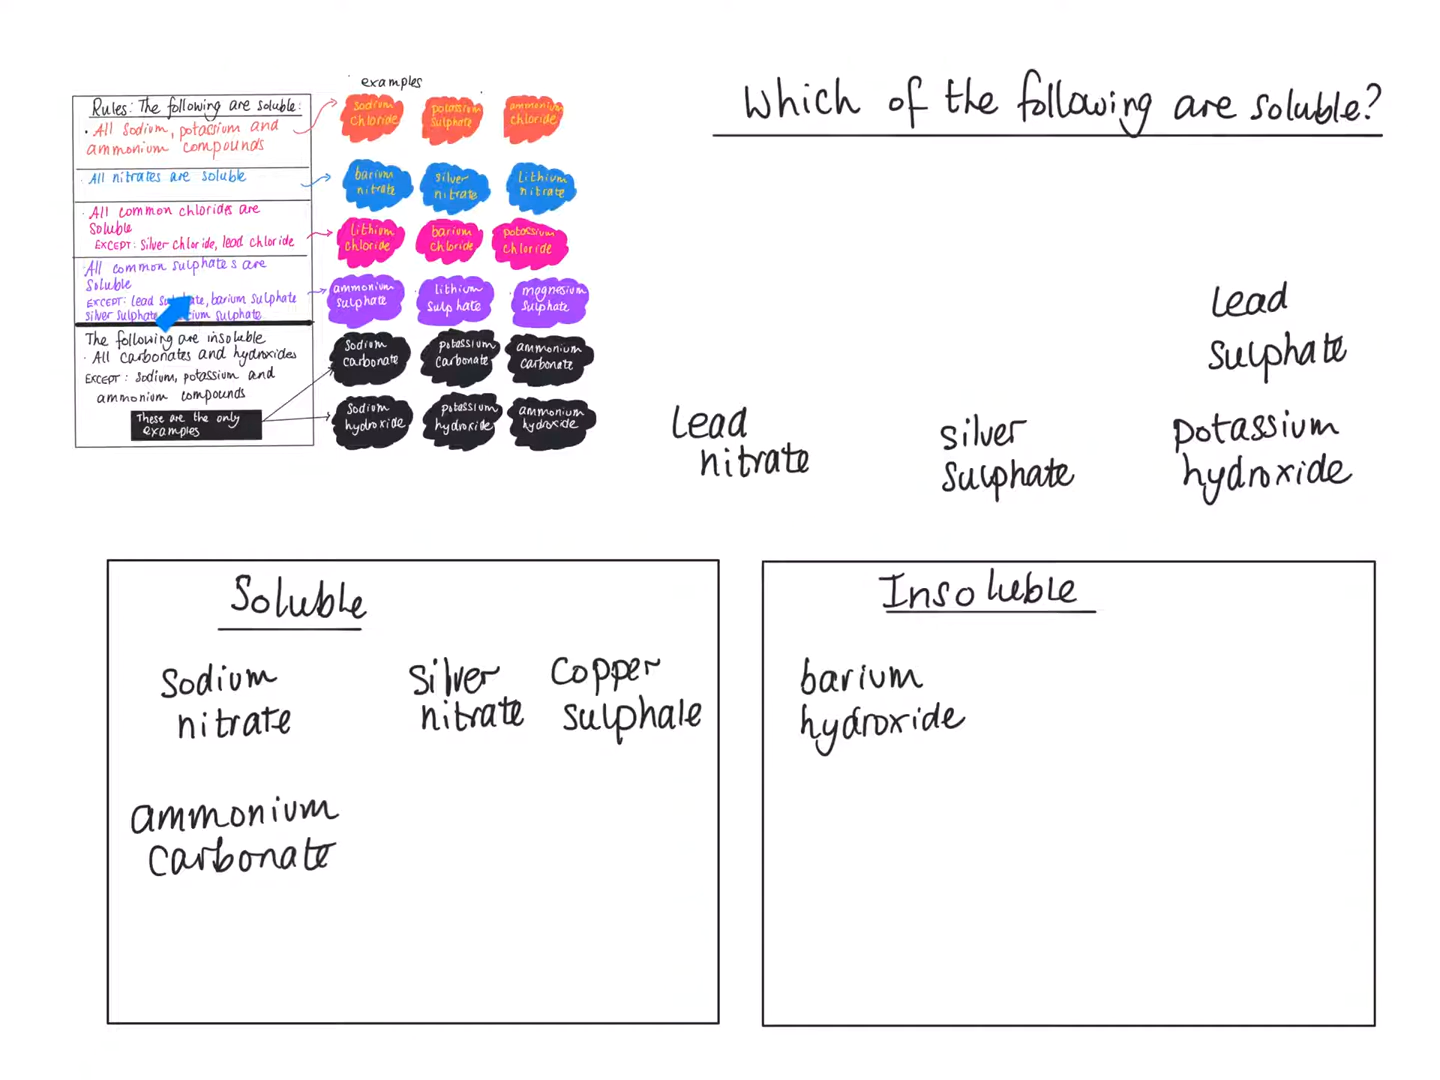 examples
Rules: The following are soluble:
· All sodium, potassium and
ammonium compounds
sodium
chloride
potassium
sulphate
ammonium
chloride
· All nitrates are soluble
barium
nitrate
silver
nitrate
Lithium
nitrate
· All common chlorides are
soluble
EXCEPT: silver chloride, lead chloride
lithium
chloride
barium
chloride
potassium
chloride
· All common sulphates are
soluble
EXCEPT: lead sulphate, barium sulphate
silver sulphate sulphate
ammonium
sulphate
lithium
sulphate
magnesium
sulphate
The following are insoluble
· All carbonates and hydroxides
EXCEPT: sodium, potassium and
ammonium compounds
These are the only
examples
sodium
carbonate
potassium
carbonate
ammonium
carbonate
sodium
hydroxide
potassium
hydroxide
ammonium
hydroxide
Which of the following are soluble?
Lead
sulphate
Lead
nitrate
silver
sulphate
potassium
hydroxide
Soluble
sodium
nitrate
silver
nitrate
copper
sulphale
ammonium
carbonate
Insoluble
barium
hydroxide